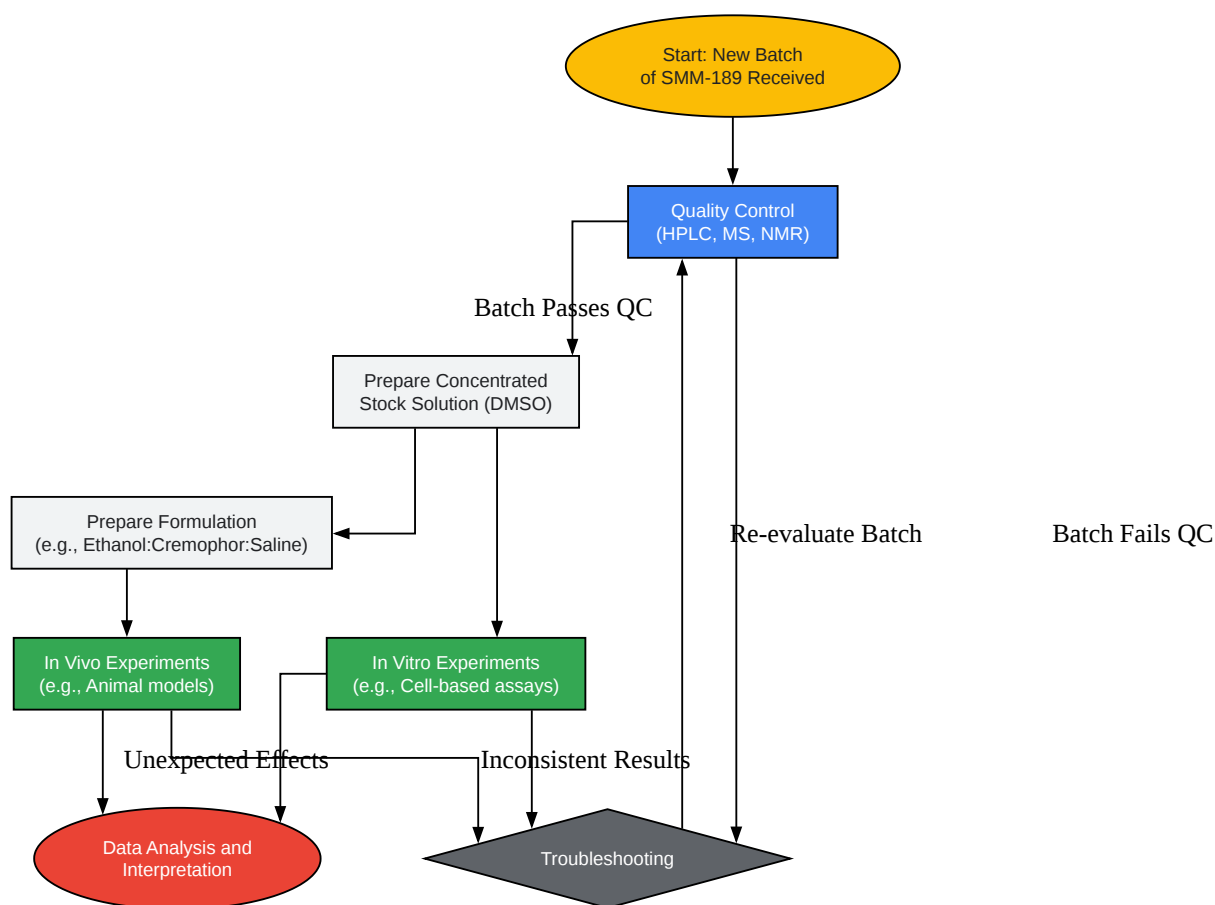 Start: New Batch
of SMM-189 Received
Quality Control
(HPLC, MS, NMR)
Batch Passes QC
Prepare Concentrated
Stock Solution (DMSO)
Prepare Formulation
(e.g., Ethanol:Cremophor:Saline)
Re-evaluate Batch
Batch Fails QC
In Vivo Experiments
(e.g., Animal models)
In Vitro Experiments
(e.g., Cell-based assays)
Unexpected Effects
Inconsistent Results
Data Analysis and
Interpretation
Troubleshooting